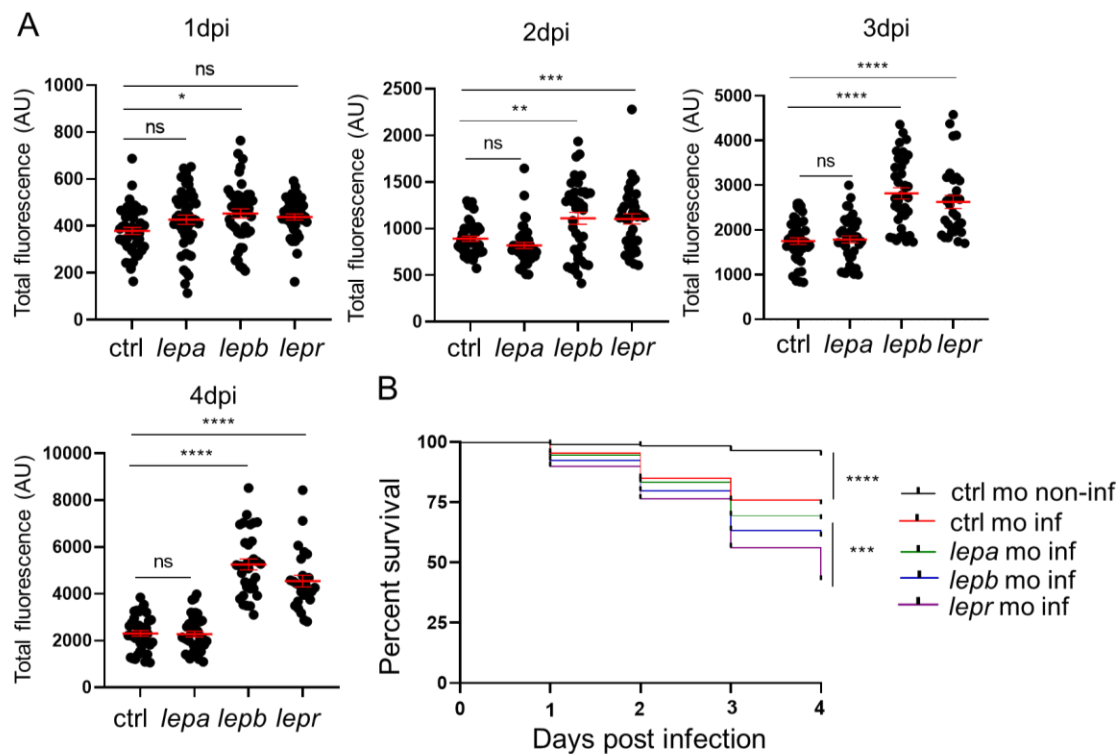 A
1dpi
Total fluorescence (AU)
1000
800
600
400
200
0
ns
*
ns
ctrl lepa lepb lepr
2dpi
Total fluorescence (AU)
2500
2000
1500
1000
500
0
***
**
ns
ctrl lepa lepb lepr
3dpi
Total fluorescence (AU)
5000
4000
3000
2000
1000
0
****
****
ns
ctrl lepa lepb lepr
4dpi
Total fluorescence (AU)
10000
8000
6000
4000
2000
0
****
****
ns
ctrl lepa lepb lepr
B
Percent survival
100
75
50
25
0
0 1 2 3 4
Days post infection
****
***
ctrl mo non-inf
ctrl mo inf
lepa mo inf
lepb mo inf
lepr mo inf